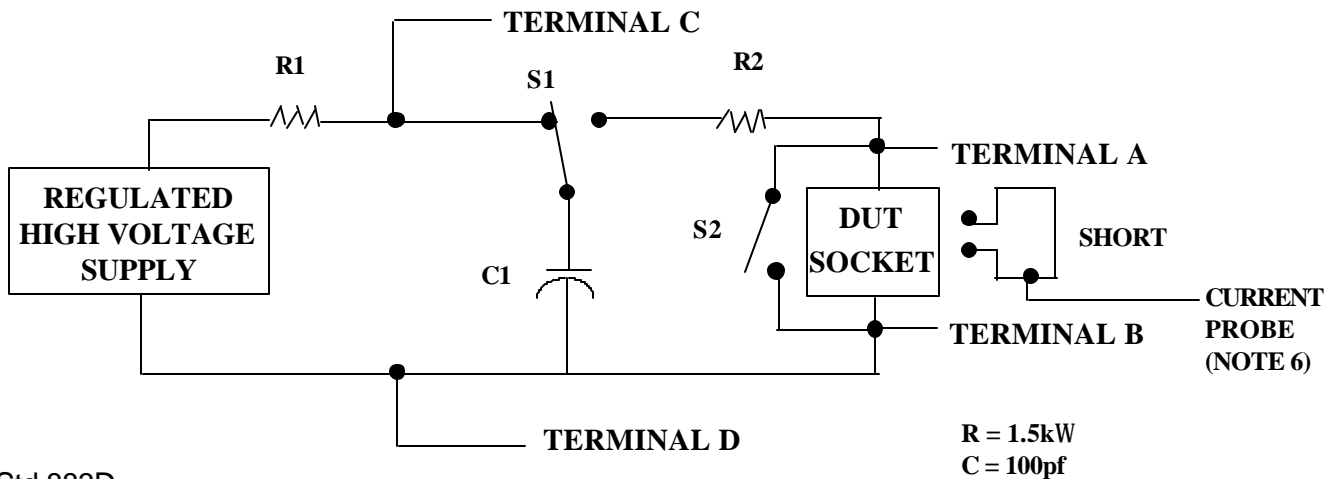 TERMINAL C
R1
S1
R2
TERMINAL A
REGULATED
HIGH VOLTAGE
SUPPLY
S2
DUT
SOCKET
SHORT
C1
CURRENT
PROBE
(NOTE 6)
TERMINAL B
TERMINAL D
R = 1.5kW
C = 100pf